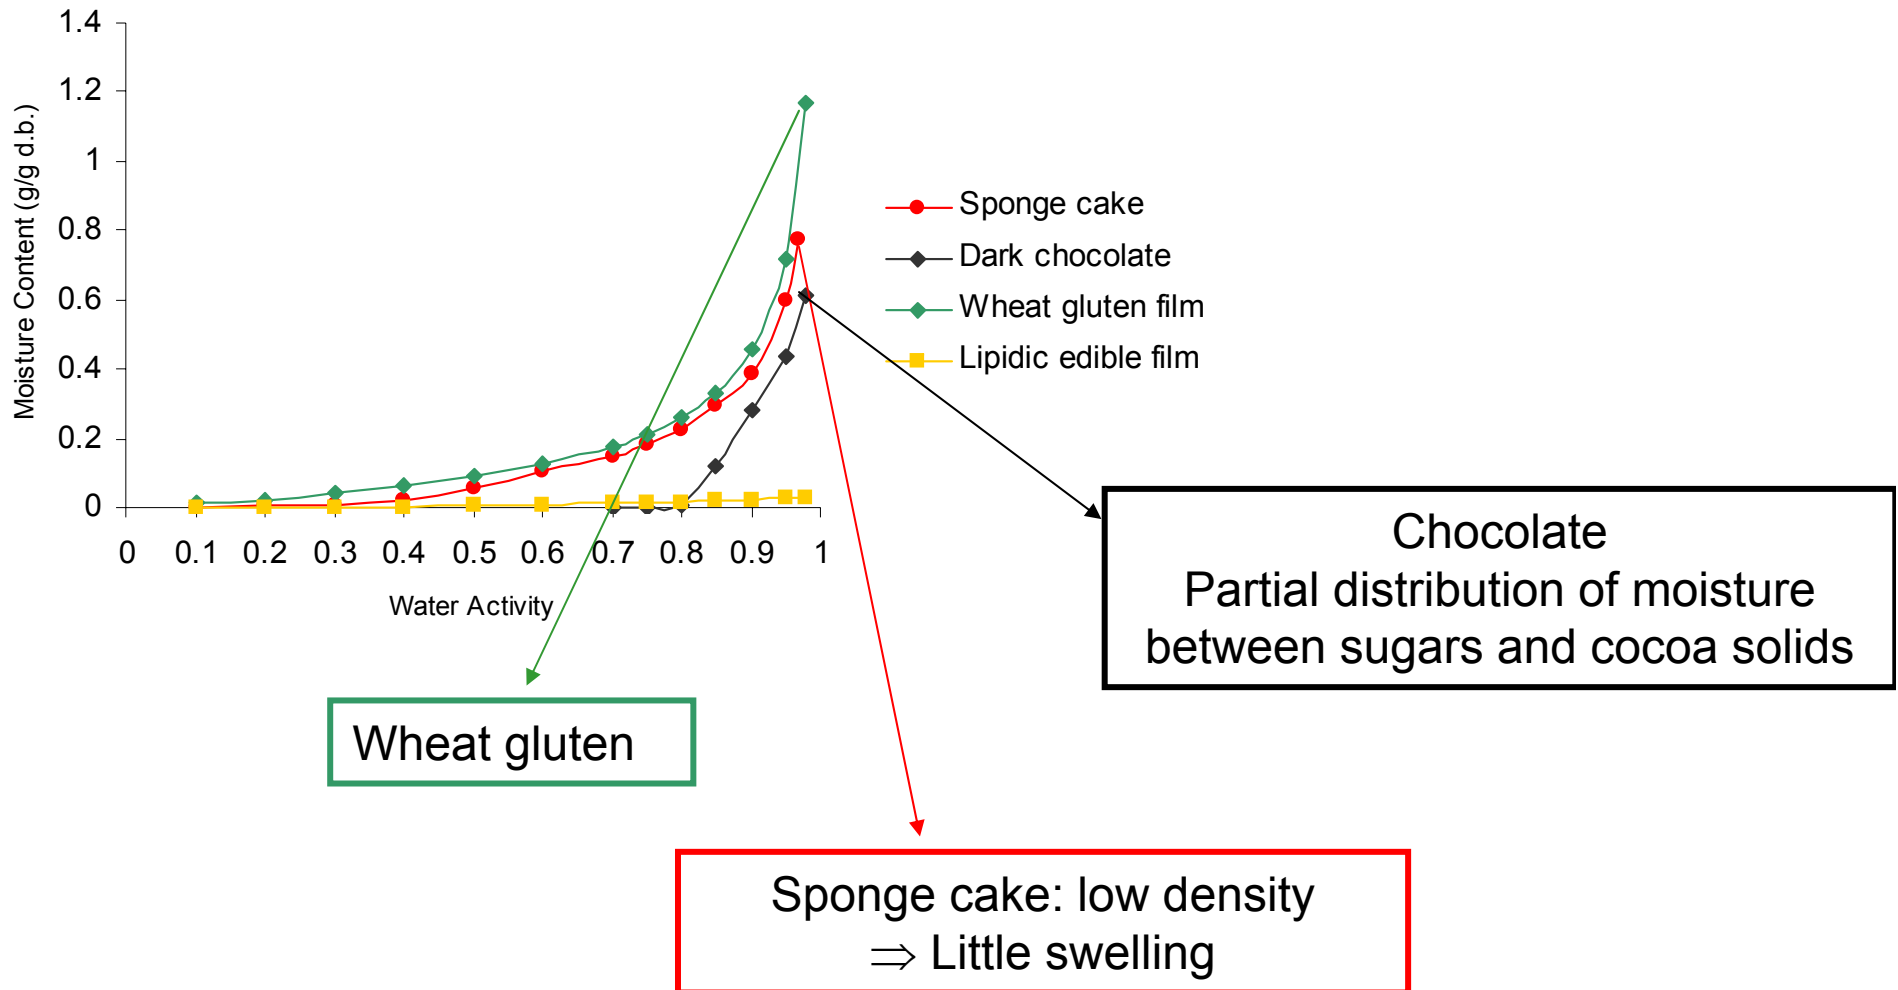 1.4
1.2
1
0.8
0.6
0.4
0.2
0
Moisture Content (g/g d.b.)
0 0.1 0.2 0.3 0.4 0.5 0.6 0.7 0.8 0.9 1
Water Activity
Sponge cake
Dark chocolate
Wheat gluten film
Lipidic edible film
Chocolate
Partial distribution of moisture
between sugars and cocoa solids
Wheat gluten
Sponge cake: low density
⇒ Little swelling